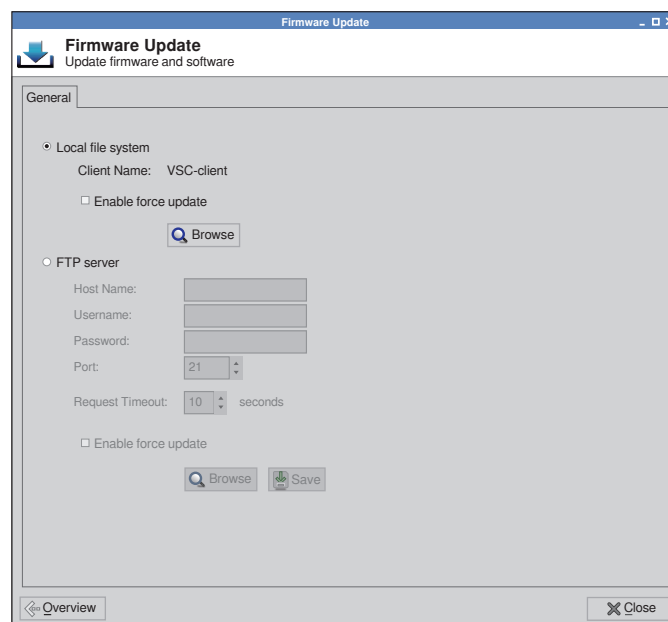 Firmware Update
Firmware Update
Update firmware and software
General
Local file system
Client Name: VSC-client
Enable force update
Browse
FTP server
Host Name:
Username:
Password:
Port: 21
Request Timeout: 10 seconds
Enable force update
Browse Save
Overview Close